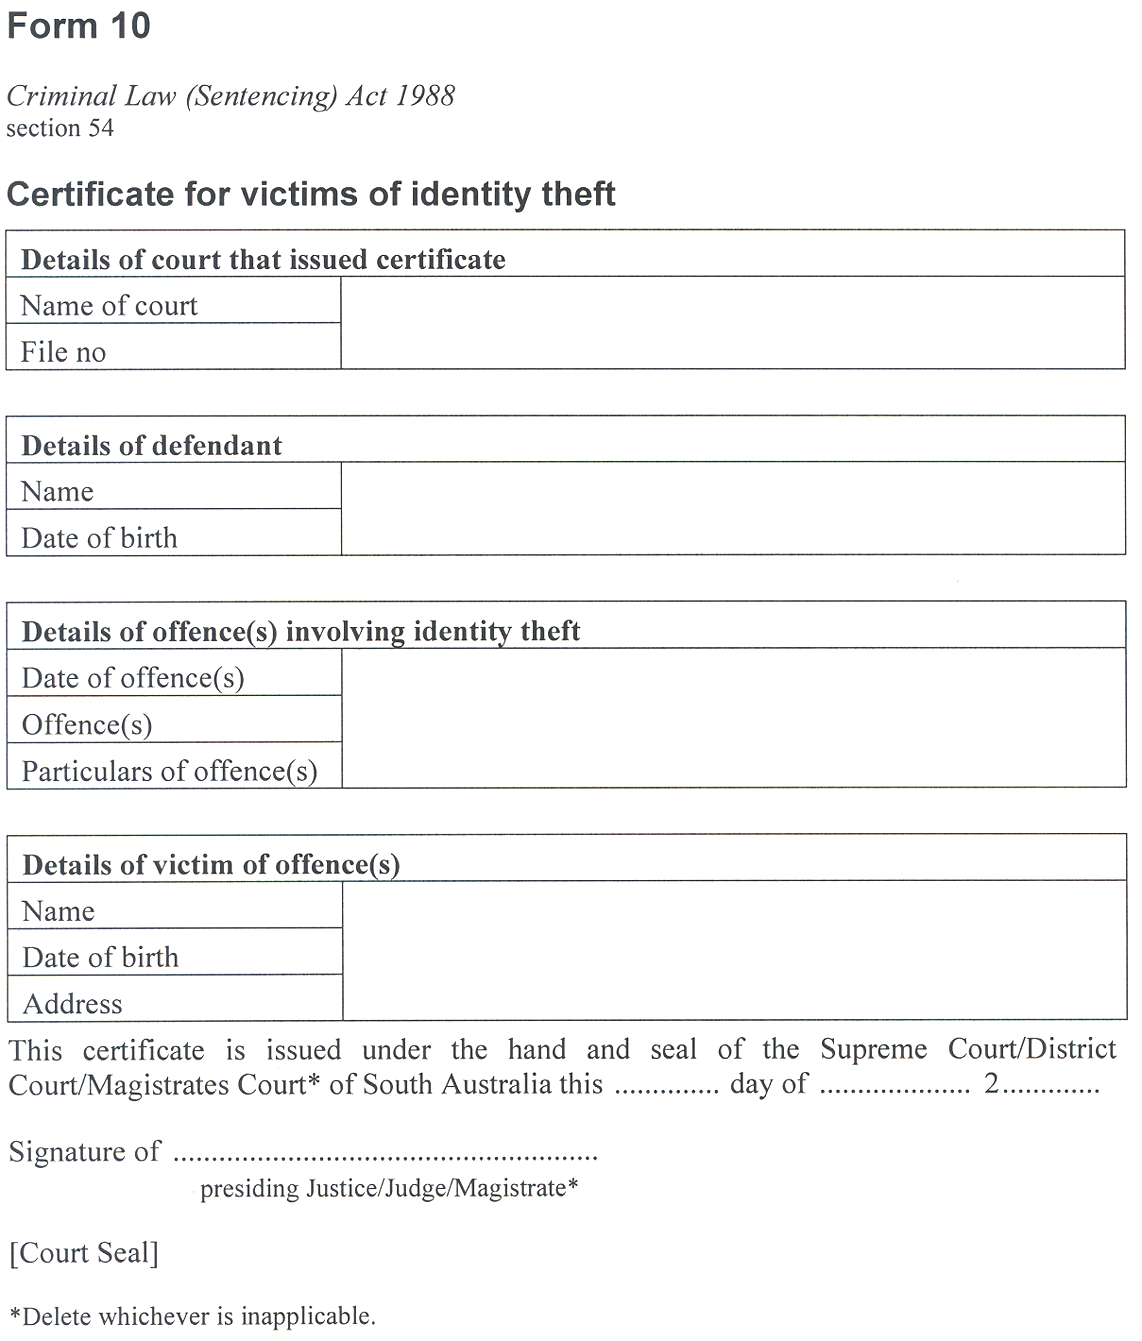 Form 10
Criminal Law (Sentencing) Act 1988
section 54
Certificate for victims of identity theft
Details of court that issued certificate
Name of court
File no
Details of defendant
Name
Date of birth
Details of offence(s) involving identity theft
Date of offence(s)
Offence(s)
Particulars of offence(s)
Details of victim of offence(s)
Name
Date of birth
Address
This certificate is issued under the hand and seal of the Supreme Court/District
Court/Magistrates Court* of South Australia this .............. day of .................... 2.............
Signature of .........................................................
presiding Justice/Judge/Magistrate*
[Court Seal]
*Delete whichever is inapplicable.